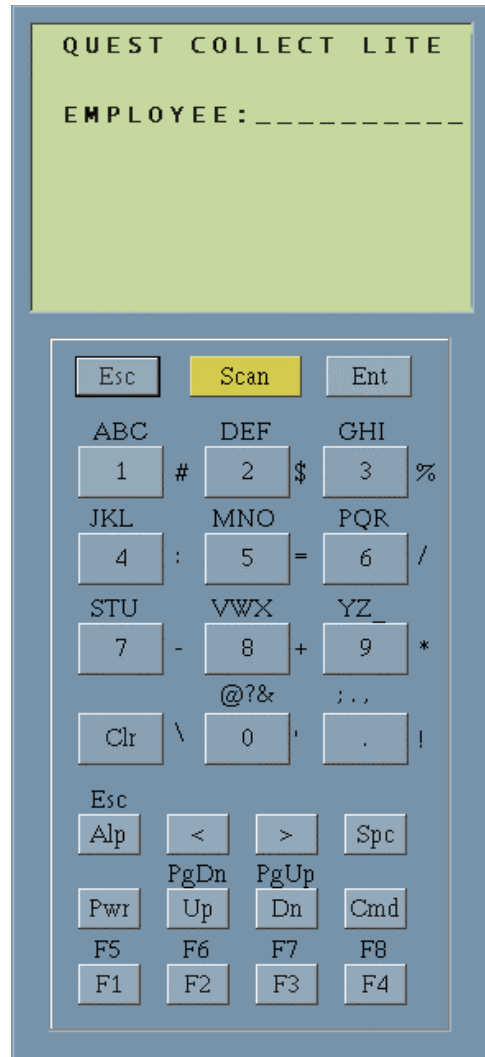 QUEST COLLECT LITE
EMPLOYEE:__________
Esc Scan Ent
ABC DEF GHI
1 # 2 $ 3 %
JKL MNO PQR
4 : 5 = 6 /
STU VWX YZ_
7 - 8 + 9 *
@?& ;.,
Clr \ 0 ' . !
Esc
Alp < > Spc
PgDn PgUp
Pwr Up Dn Cmd
F5 F6 F7 F8
F1 F2 F3 F4